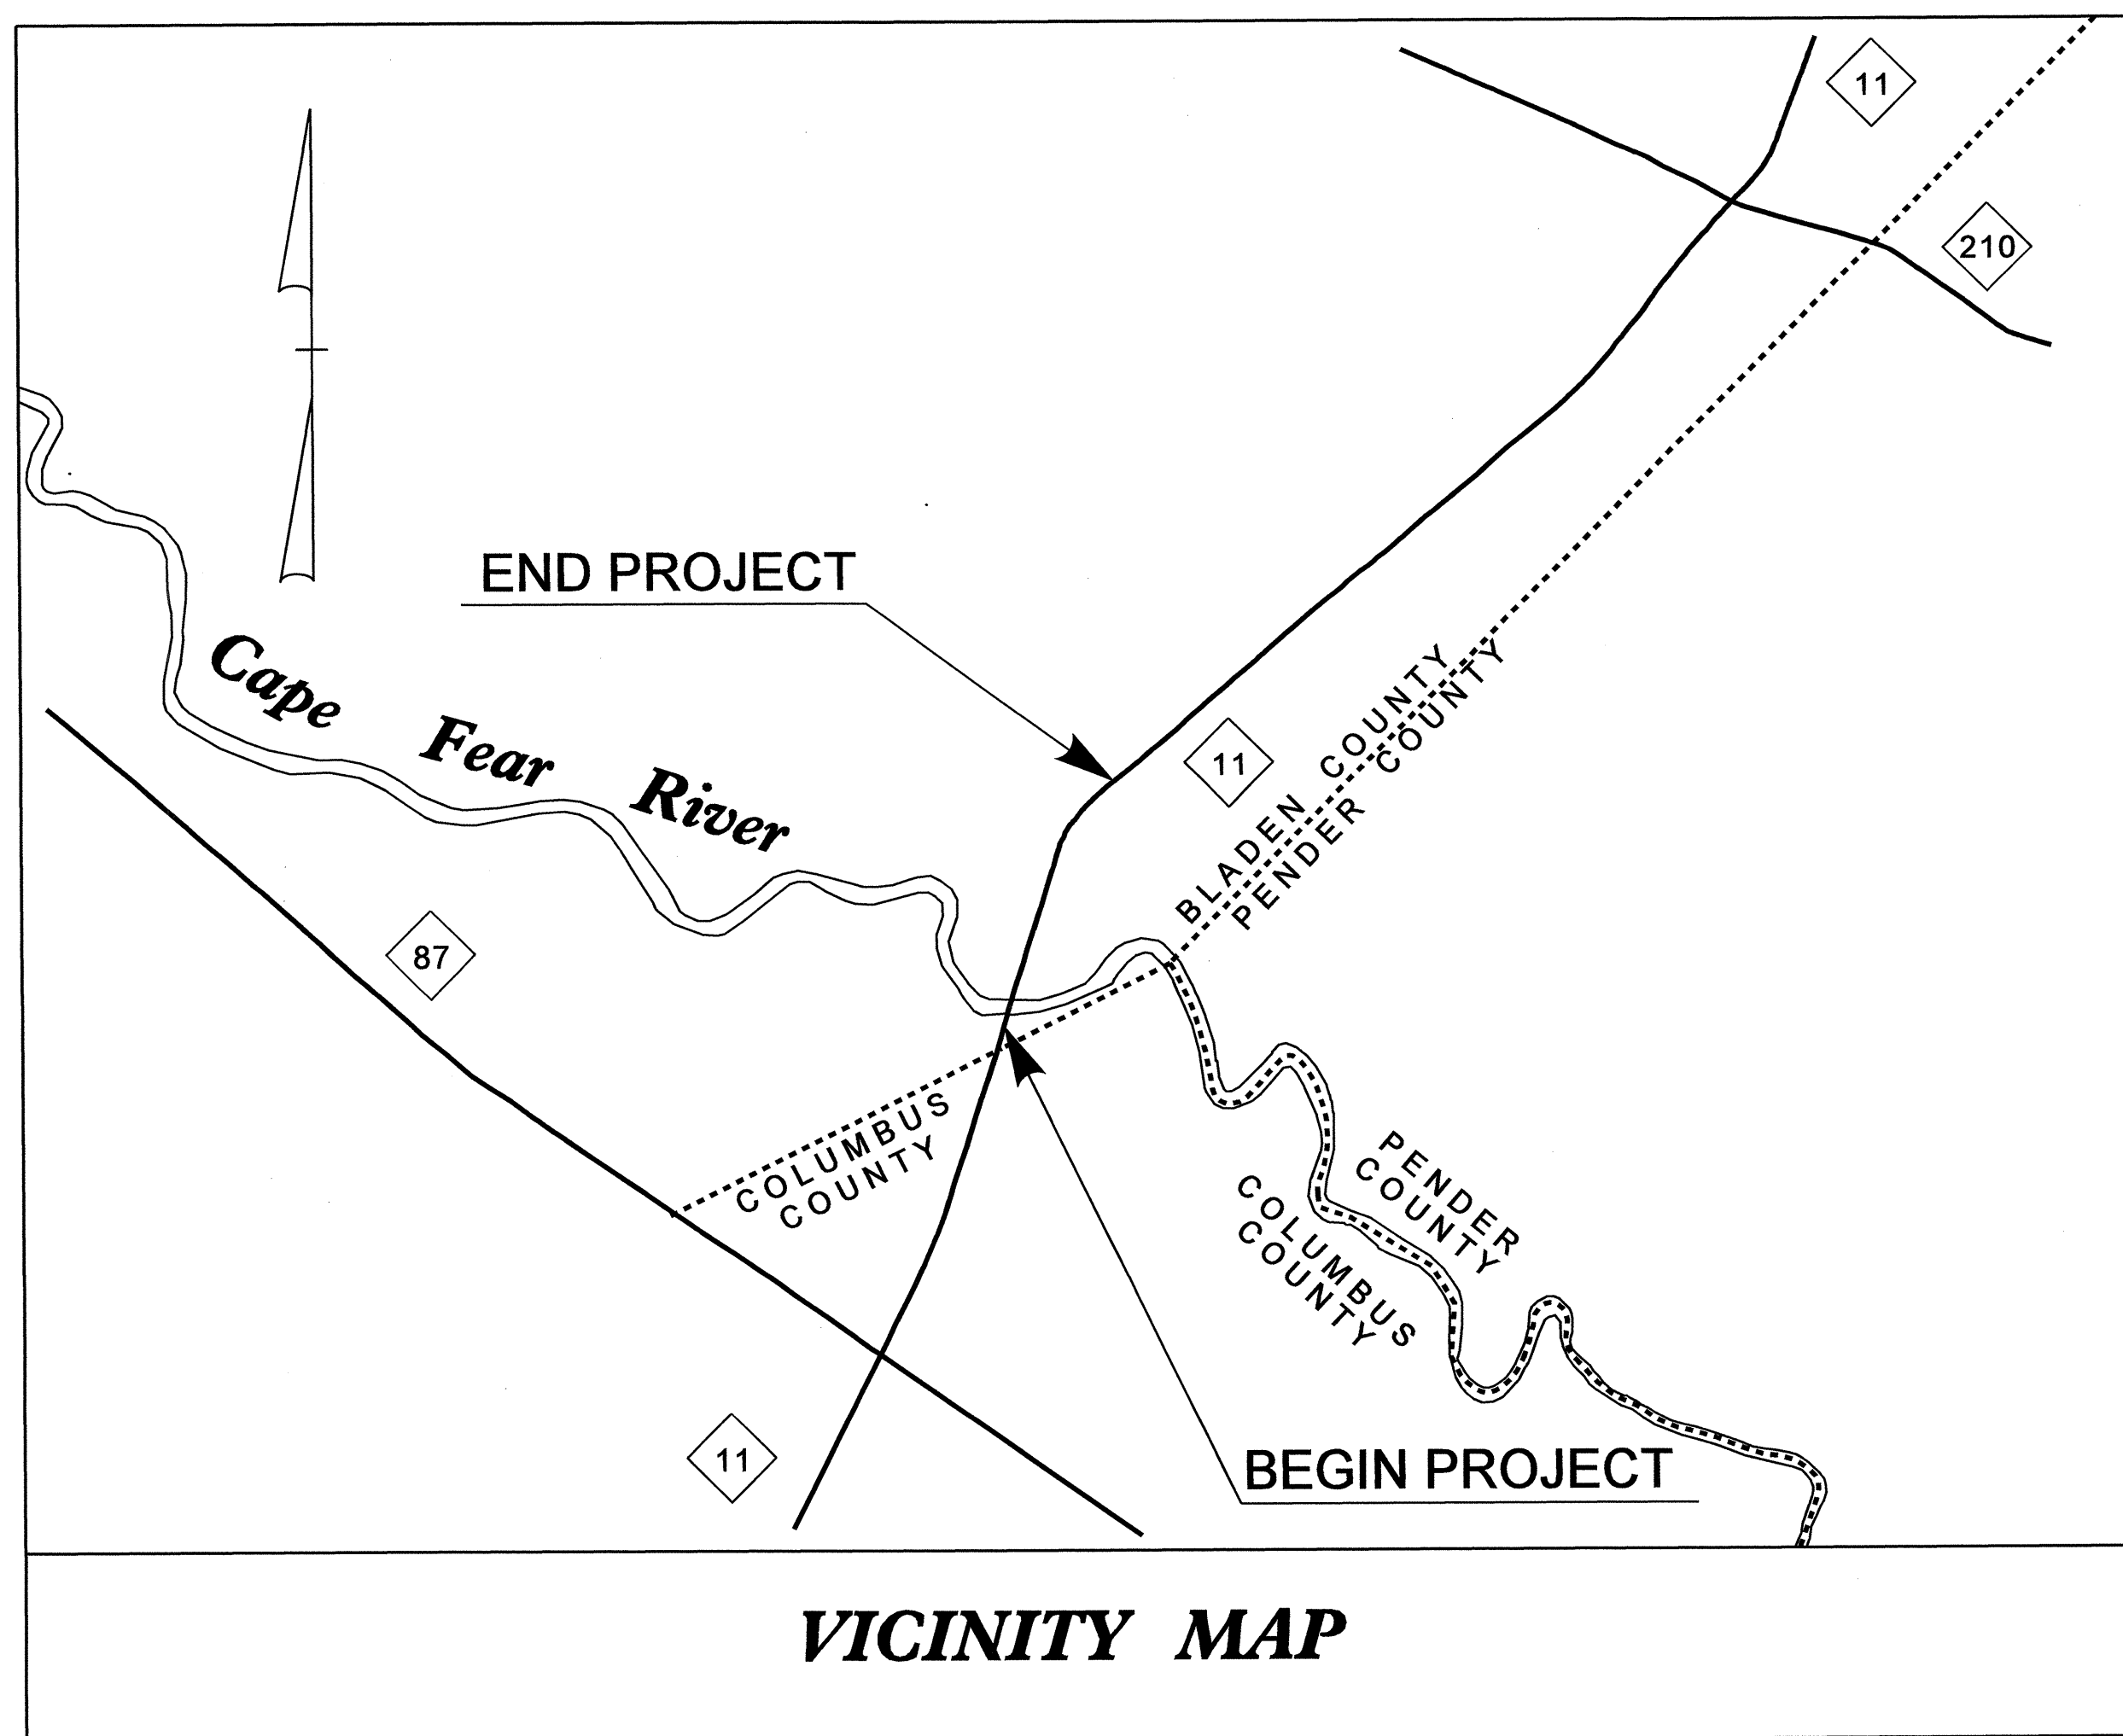 11
210
END PROJECT
Cape Fear River
11
BLADEN COUNTY
PENDER COUNTY
87
COLUMBUS
COUNTY
PENDER
COUNTY
COLUMBUS
COUNTY
11
BEGIN PROJECT
VICINITY MAP